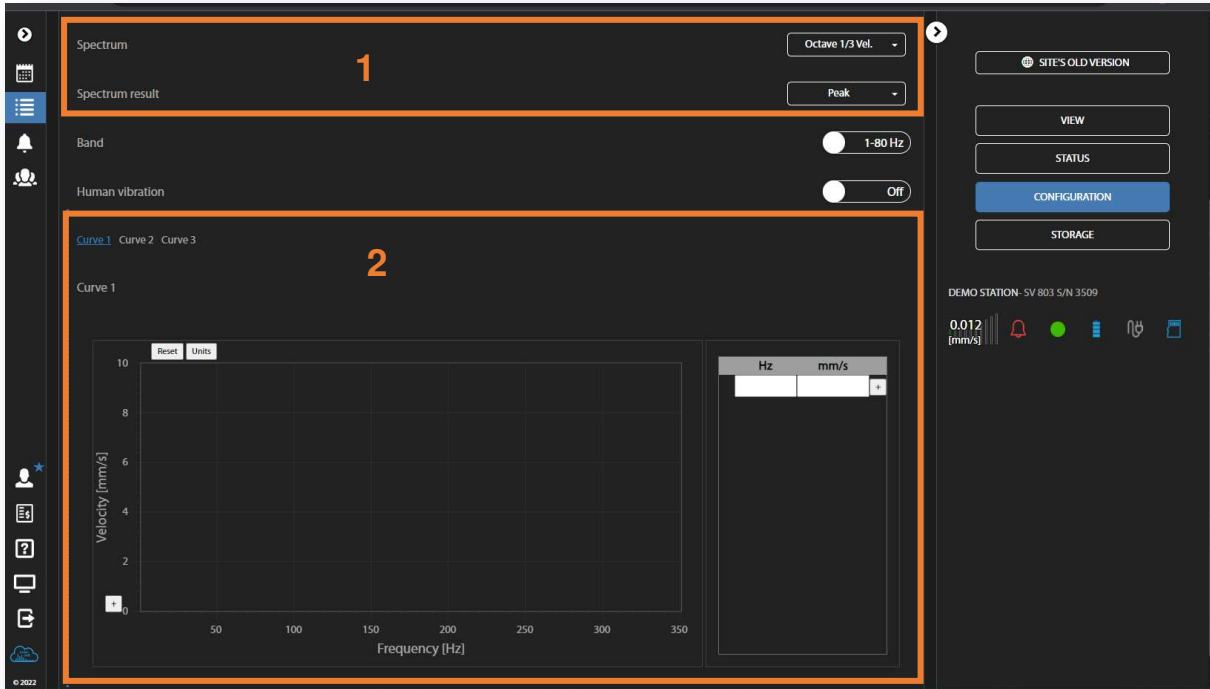 Spectrum
Octave 1/3 Vel.
1
Spectrum result
Peak
Band
1-80 Hz
Human vibration
Off
Curve 1 Curve 2 Curve 3
2
Curve 1
Reset Units
10
8
6
4
2
0
+
Velocity [mm/s]
50 100 150 200 250 300 350
Frequency [Hz]
Hz mm/s
+
SITE'S OLD VERSION
VIEW
STATUS
CONFIGURATION
STORAGE
DEMO STATION- SV 803 S/N 3509
0.012
[mm/s]
© 2022